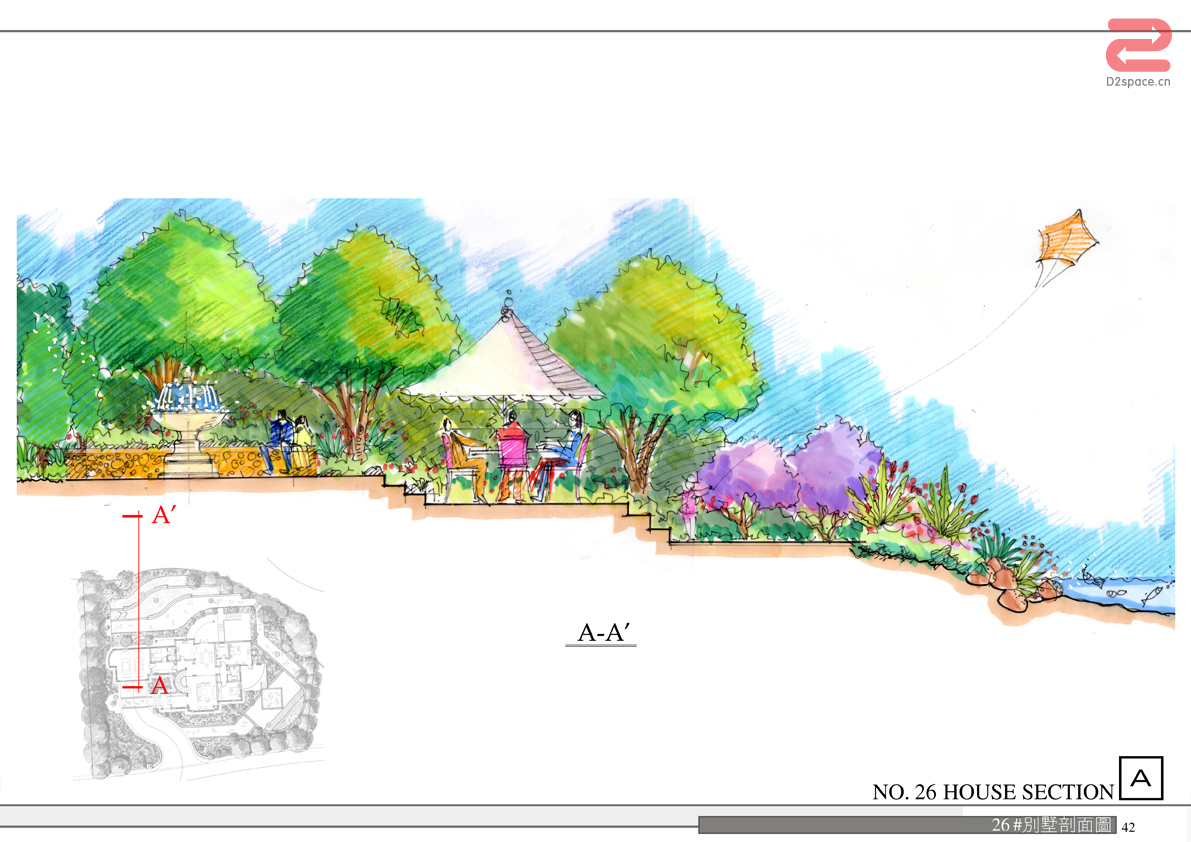 D2space.cn
A'
A
A-A'
NO. 26 HOUSE SECTION
A
26#別墅剖面圖
42